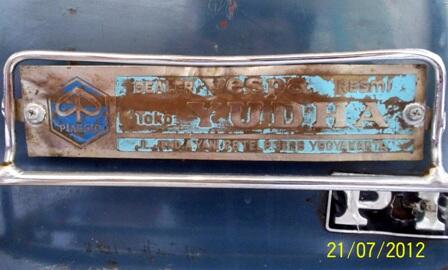 PIAGGIO
DEALER vespa RESMI
Toko YUDHA
YOGYAKARTA
21/07/2012